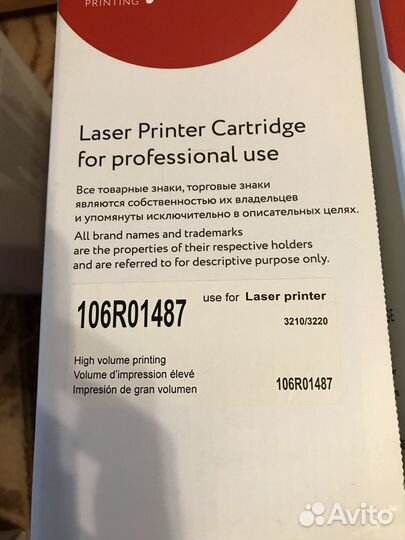 PRINTING
Laser Printer Cartridge
for professional use
Все товарные знаки, торговые знаки
являются собственностью их владельцев
и упомянуты исключительно в описательных целях.
All brand names and trademarks
are the properties of their respective holders
and are referred to for descriptive purpose only.
106R01487
use for Laser printer
3210/3220
High volume printing
Volume d'impression élevé
Impresión de gran volumen
106R01487
Avito